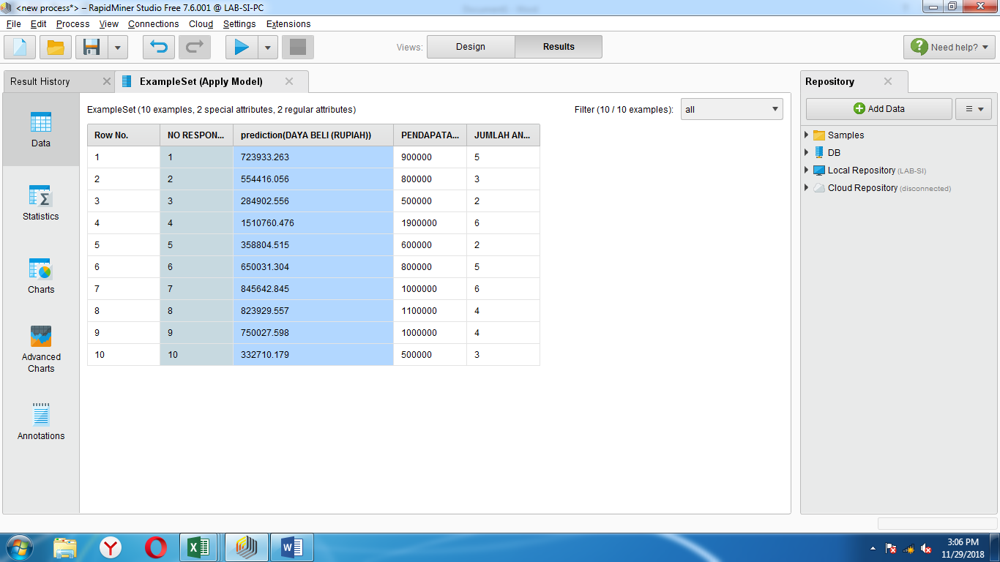 <new process*> – RapidMiner Studio Free 7.6.001 @ LAB-SI-PC
File Edit Process View Connections Cloud Settings Extensions
Views: Design Results Need help?
Result History ExampleSet (Apply Model) Repository
ExampleSet (10 examples, 2 special attributes, 2 regular attributes) Filter (10 / 10 examples): all
Add Data
Row No. NO RESPON... prediction(DAYA BELI (RUPIAH)) PENDAPATA... JUMLAH AN...
1 1 723933.263 900000 5
2 2 554416.056 800000 3
3 3 284902.556 500000 2
4 4 1510760.476 1900000 6
5 5 358804.515 600000 2
6 6 650031.304 800000 5
7 7 845642.845 1000000 6
8 8 823929.557 1100000 4
9 9 750027.598 1000000 4
10 10 332710.179 500000 3
Data
Statistics
Charts
Advanced
Charts
Annotations
Samples
DB
Local Repository (LAB-SI)
Cloud Repository (disconnected)
3:06 PM
11/29/2018